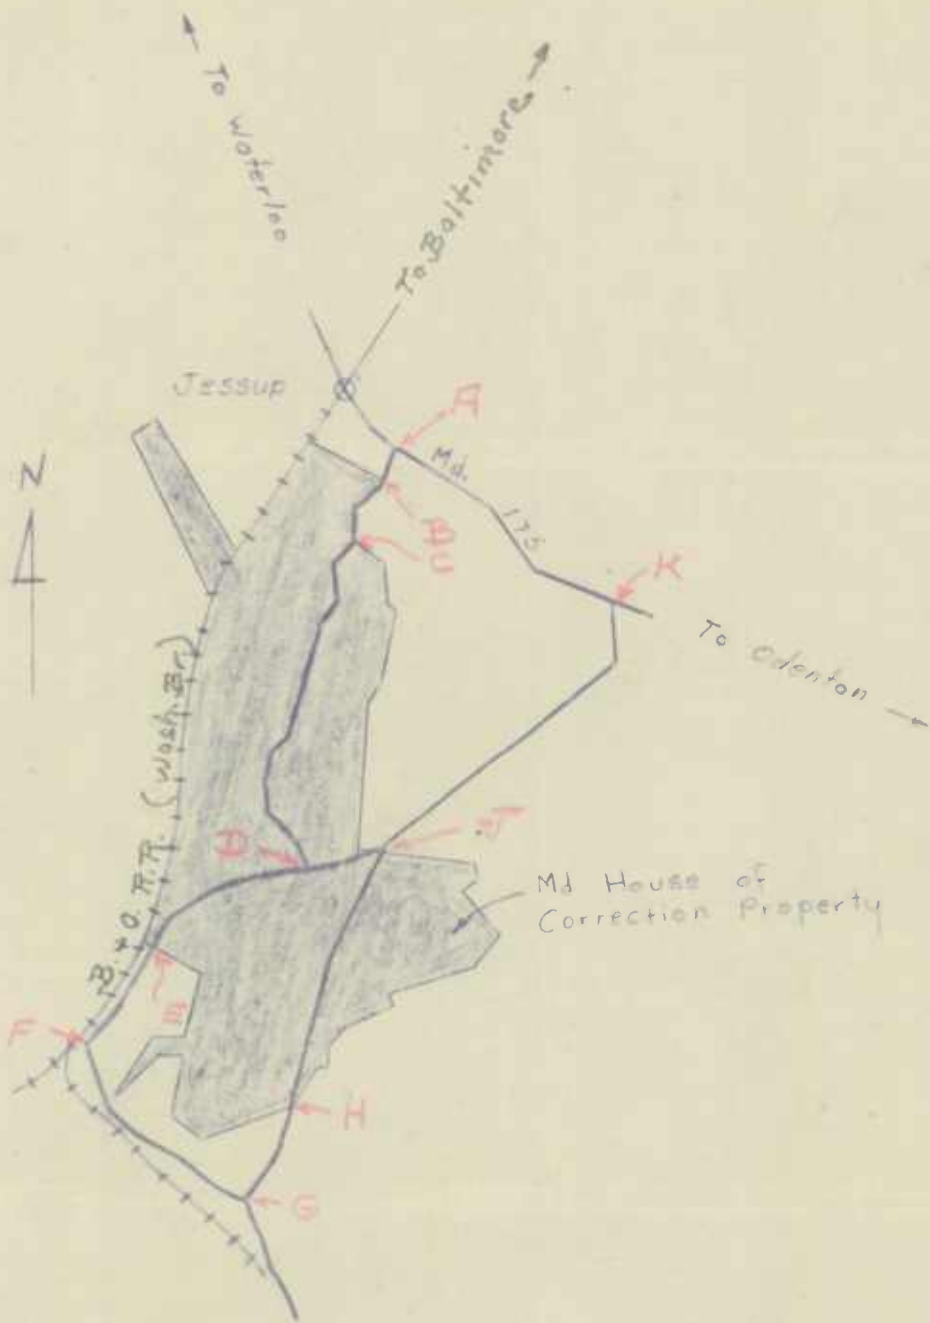 To Waterloo
To Baltimore
Jessup
A
Md. 175
B
C
K
N
To Odenton
B. & O. R.R. (Wash. Br.)
D
J
Md House of
Correction Property
E
F
H
G